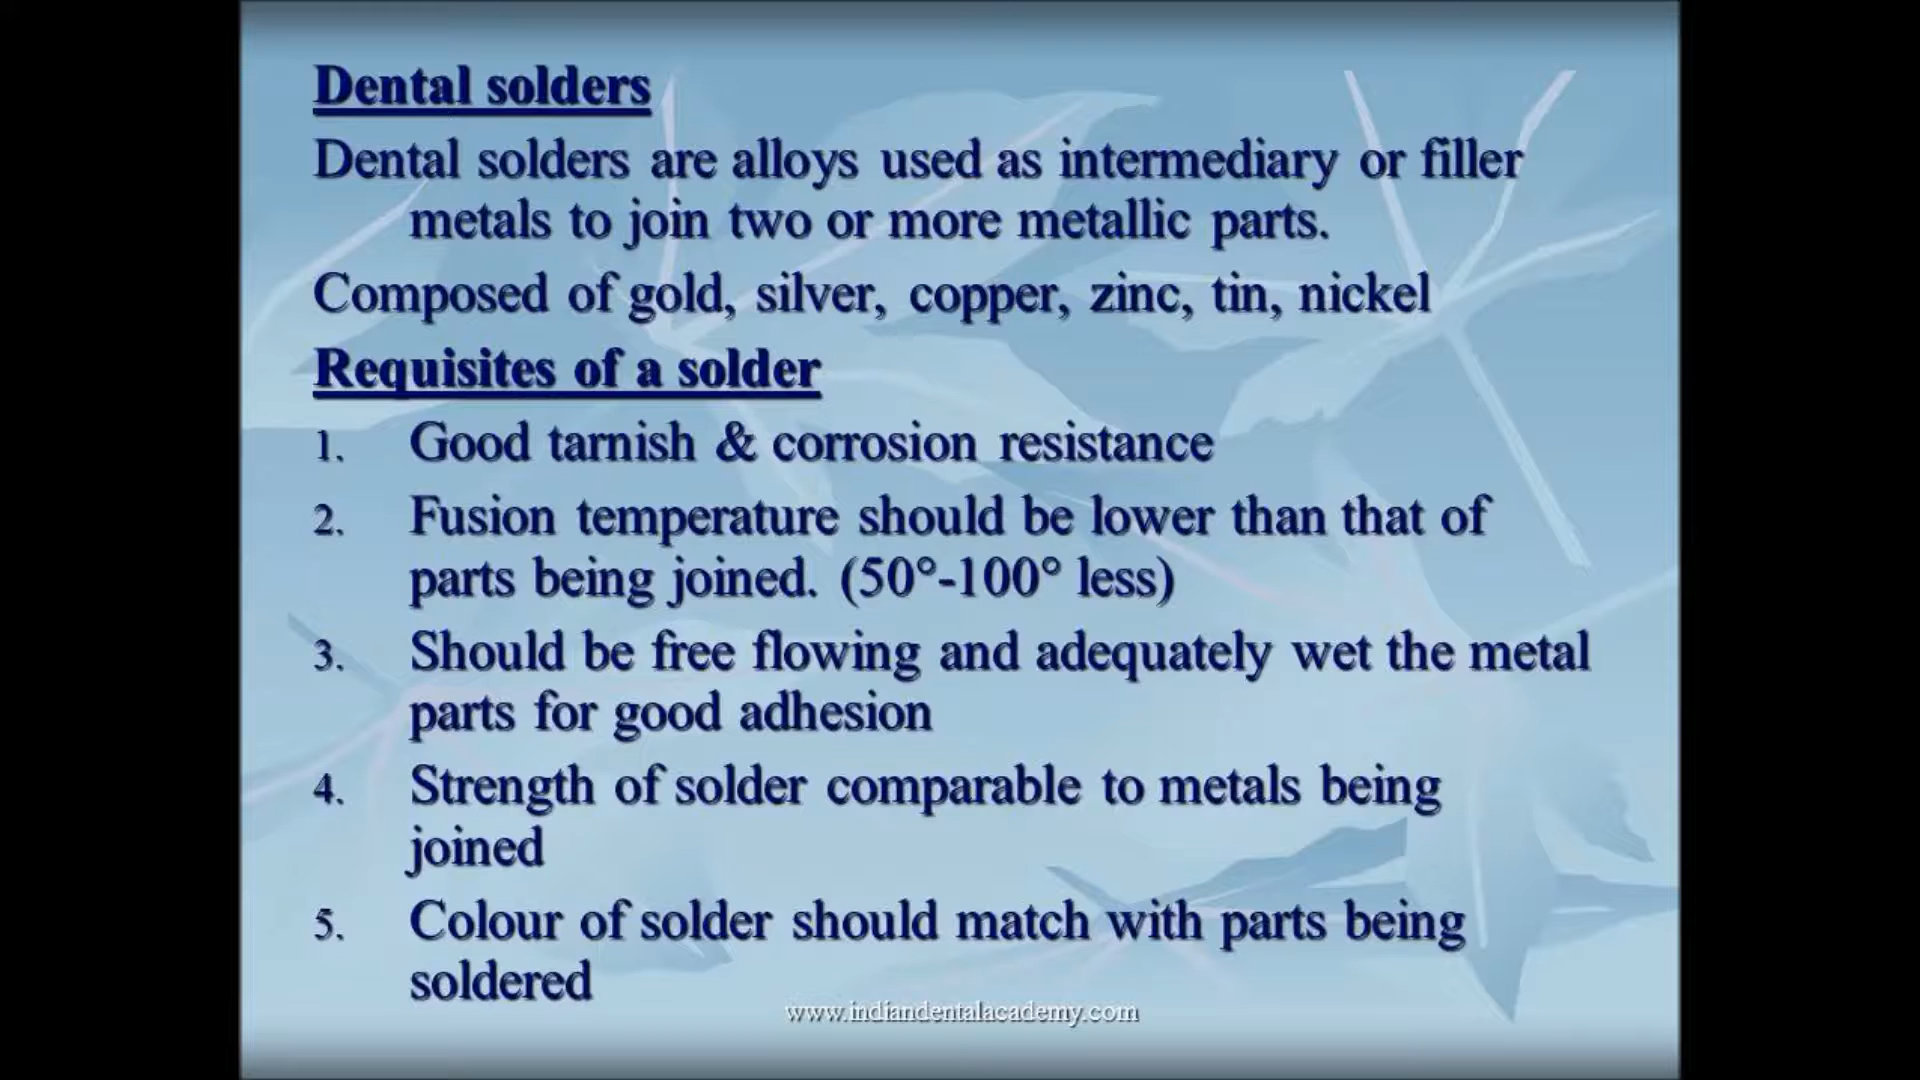 Dental solders
Dental solders are alloys used as intermediary or filler
metals to join two or more metallic parts.
Composed of gold, silver, copper, zinc, tin, nickel
Requisites of a solder
1. Good tarnish & corrosion resistance
2. Fusion temperature should be lower than that of
parts being joined. (50°-100° less)
3. Should be free flowing and adequately wet the metal
parts for good adhesion
4. Strength of solder comparable to metals being
joined
5. Colour of solder should match with parts being
soldered
www.indiandentalacademy.com